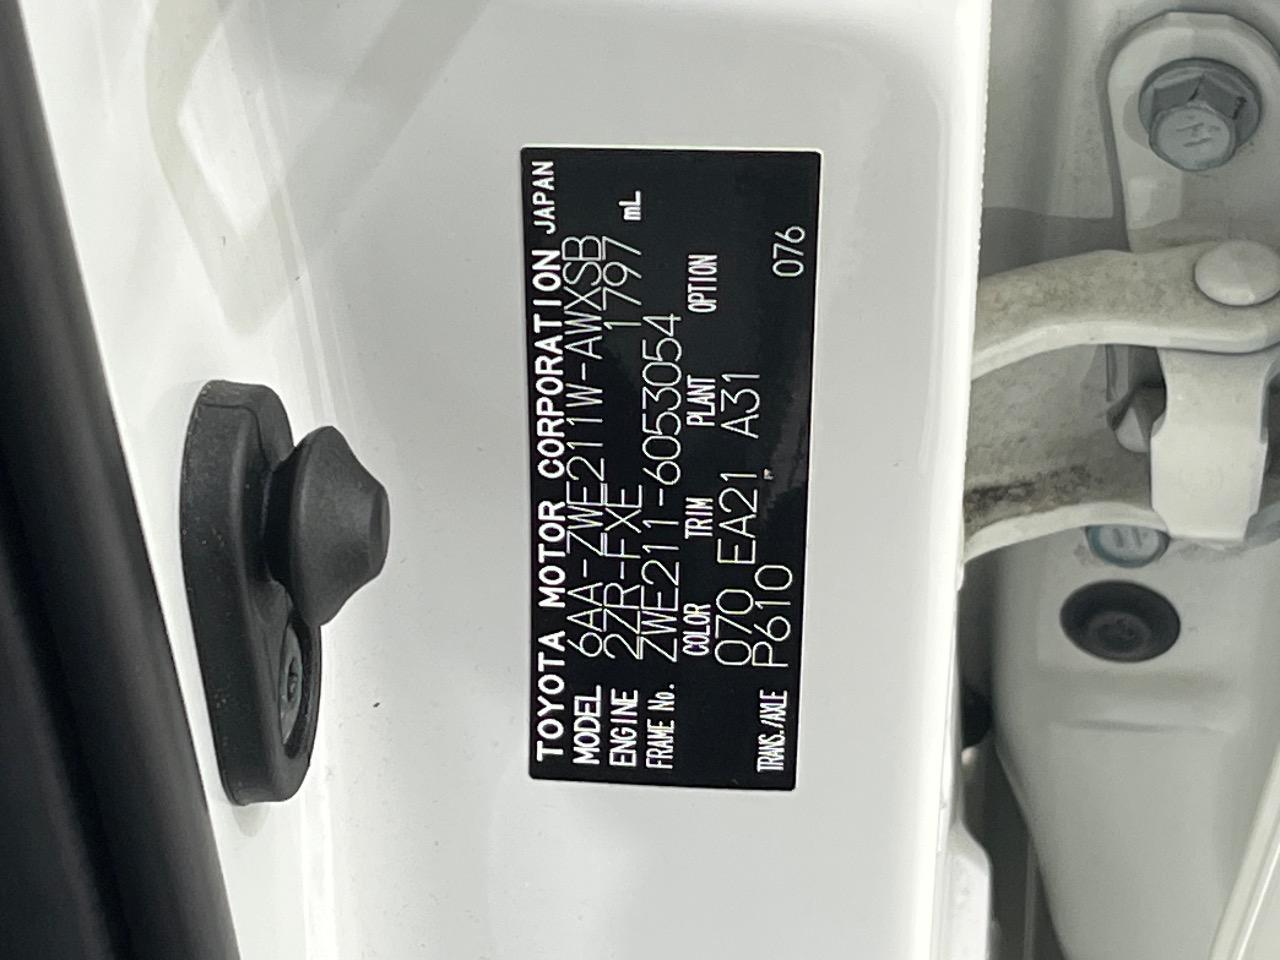 TOYOTA MOTOR CORPORATION JAPAN
MODEL 6AA-ZWE211W-AWXSB
ENGINE 2ZR-FXE 1797 mL
FRAME No. ZWE211-6053054
COLOR TRIM PLANT OPTION
070 EA21 A31
TRANS./AXLE P610 076